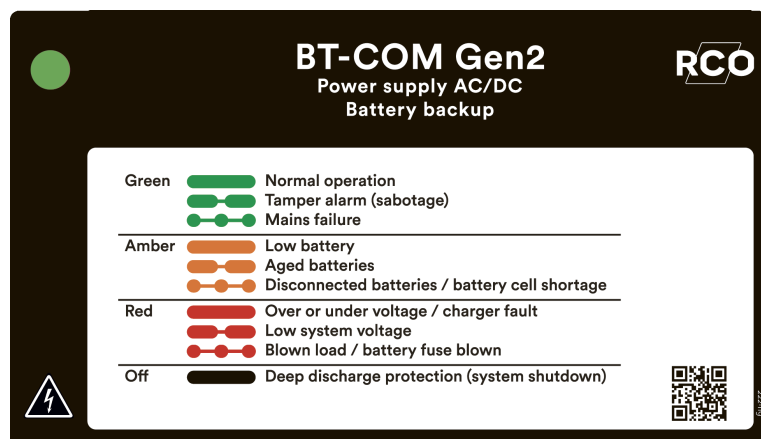 BT-COM Gen2
RCO
Power supply AC/DC
Battery backup
Green Normal operation
Tamper alarm (sabotage)
Mains failure
Amber Low battery
Aged batteries
Disconnected batteries / battery cell shortage
Red Over or under voltage / charger fault
Low system voltage
Blown load / battery fuse blown
Off Deep discharge protection (system shutdown)